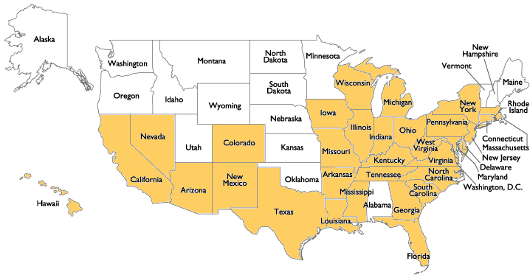 Alaska
Washington
Montana
North
Dakota
Minnesota
New
Hampshire
Vermont
Maine
Oregon
Idaho
Wyoming
South
Dakota
Wisconsin
Michigan
New
York
Rhode
Island
Nevada
Utah
Colorado
Nebraska
Iowa
Illinois
Indiana
Ohio
Pennsylvania
Connecticut
Massachusetts
New Jersey
Delaware
Maryland
Washington, D.C.
California
Arizona
New
Mexico
Kansas
Missouri
Kentucky
West
Virginia
Virginia
Oklahoma
Arkansas
Tennessee
North
Carolina
South
Carolina
Hawaii
Texas
Louisiana
Mississippi
Alabama
Georgia
Florida